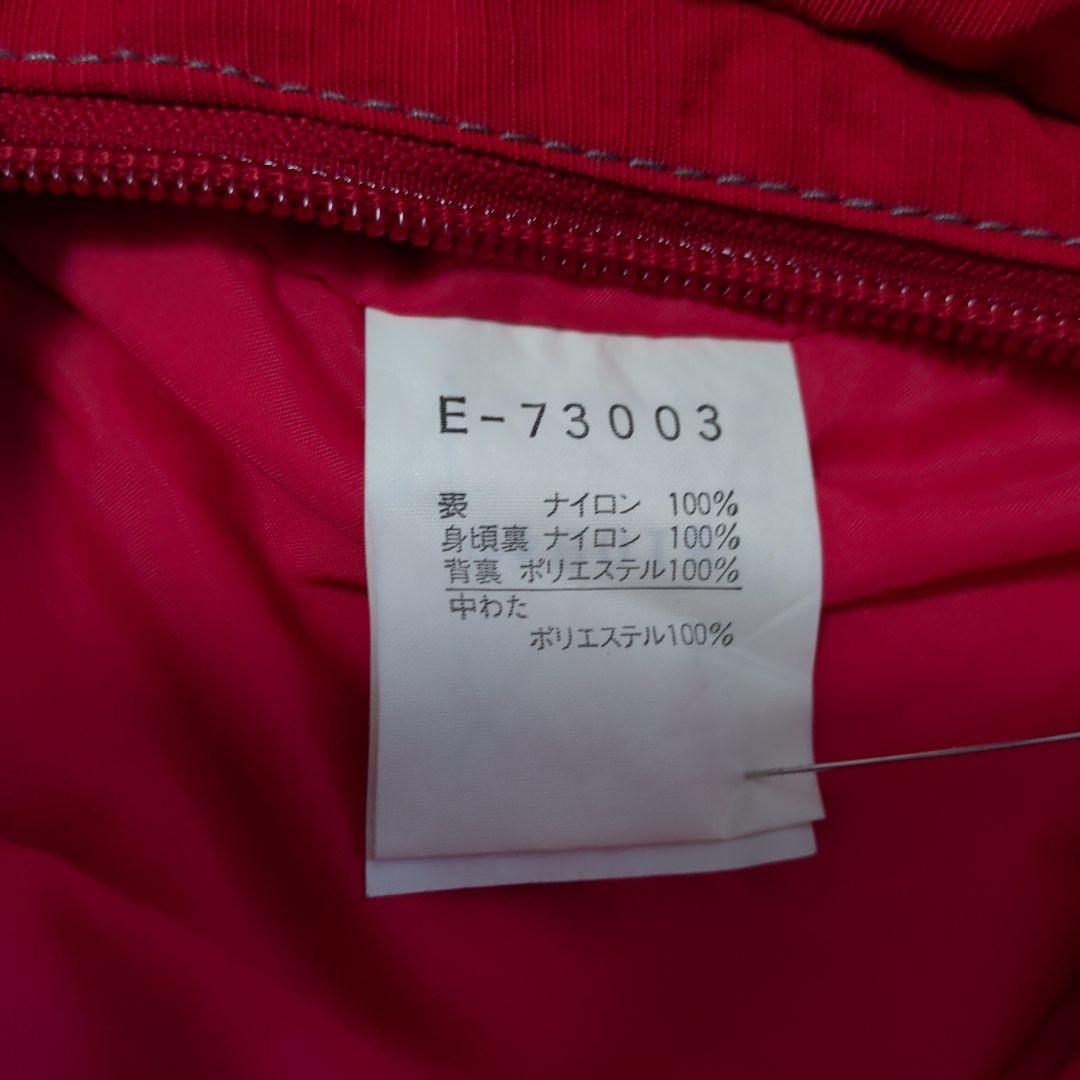 E-73003
表 ナイロン 100%
身頃裏 ナイロン 100%
背裏 ポリエステル100%
中わた
ポリエステル100%